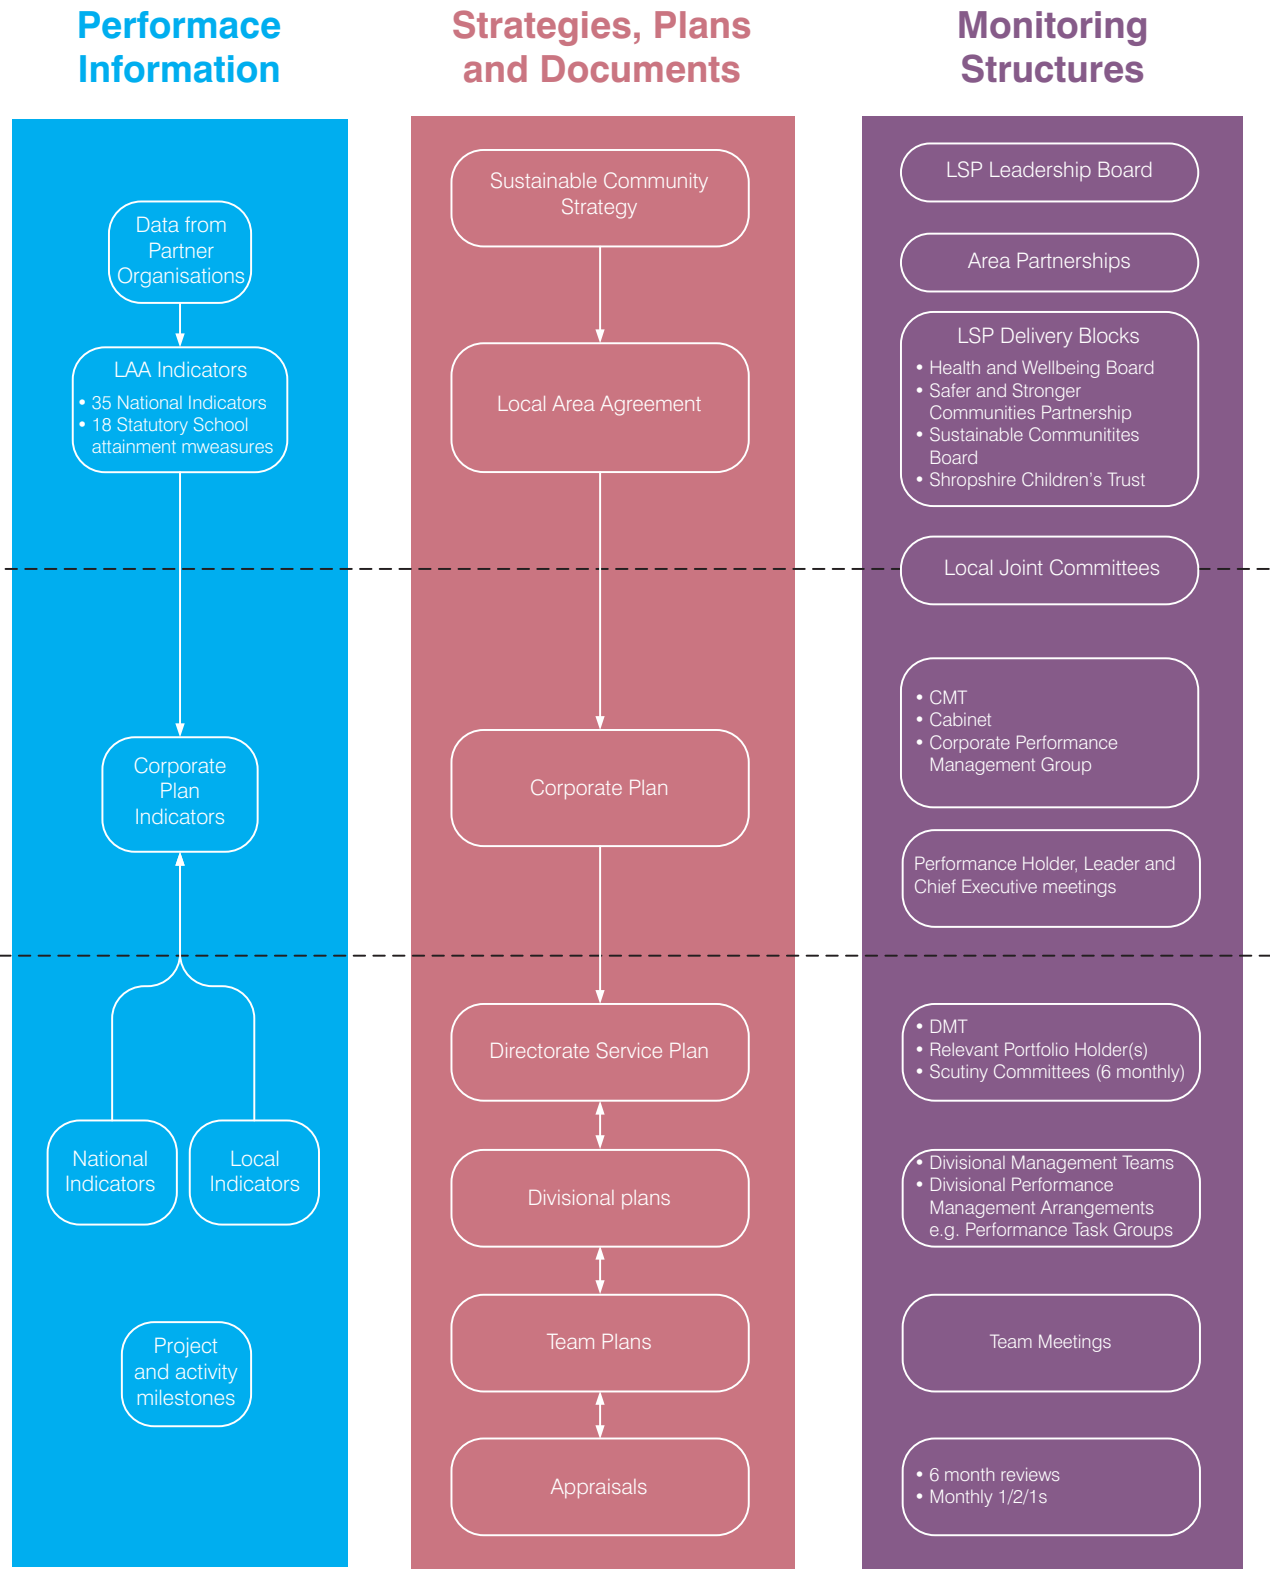 Performace
Information
Data from
Partner
Organisations
LAA Indicators
• 35 National Indicators
• 18 Statutory School
attainment mweasures
Corporate
Plan
Indicators
National
Indicators
Local
Indicators
Project
and activity
milestones
Strategies, Plans
and Documents
Sustainable Community
Strategy
Local Area Agreement
Corporate Plan
Directorate Service Plan
Divisional plans
Team Plans
Appraisals
Monitoring
Structures
LSP Leadership Board
Area Partnerships
LSP Delivery Blocks
• Health and Wellbeing Board
• Safer and Stronger
Communities Partnership
• Sustainable Communitites
Board
• Shropshire Children’s Trust
Local Joint Committees
• CMT
• Cabinet
• Corporate Performance
Management Group
Performance Holder, Leader and
Chief Executive meetings
• DMT
• Relevant Portfolio Holder(s)
• Scutiny Committees (6 monthly)
• Divisional Management Teams
• Divisional Performance
Management Arrangements
e.g. Performance Task Groups
Team Meetings
• 6 month reviews
• Monthly 1/2/1s